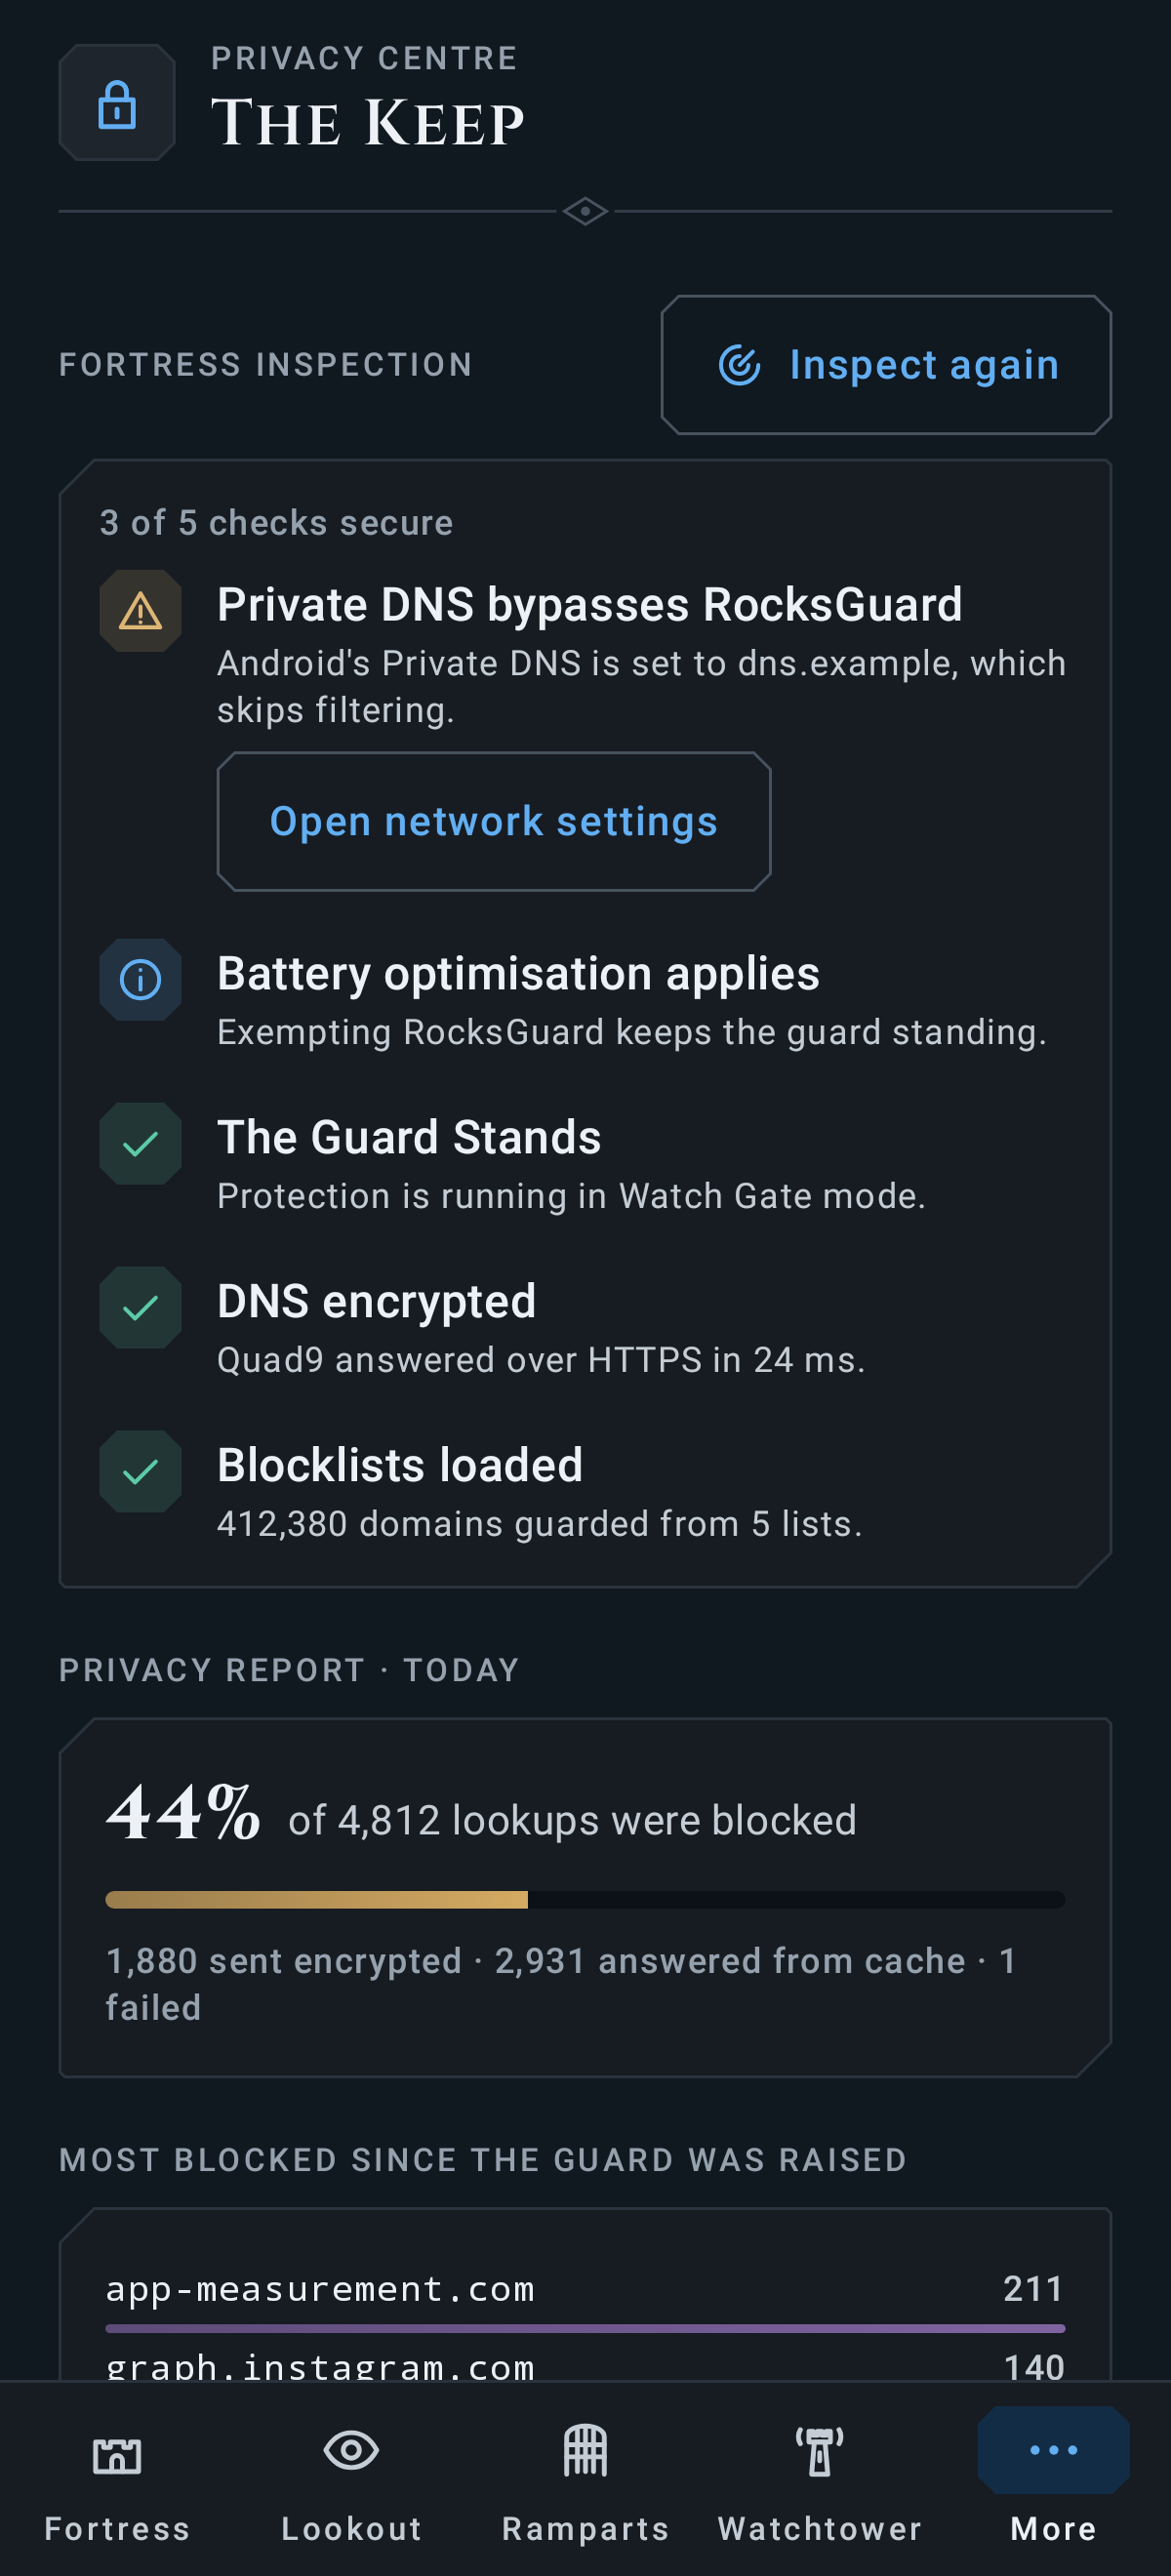 PRIVACY CENTRE
THE KEEP
FORTRESS INSPECTION
Inspect again
3 of 5 checks secure
Private DNS bypasses RocksGuard
Android's Private DNS is set to dns.example, which
skips filtering.
Open network settings
Battery optimisation applies
Exempting RocksGuard keeps the guard standing.
The Guard Stands
Protection is running in Watch Gate mode.
DNS encrypted
Quad9 answered over HTTPS in 24 ms.
Blocklists loaded
412,380 domains guarded from 5 lists.
PRIVACY REPORT · TODAY
44% of 4,812 lookups were blocked
1,880 sent encrypted · 2,931 answered from cache · 1
failed
MOST BLOCKED SINCE THE GUARD WAS RAISED
app-measurement.com 211
graph.instagram.com 140
Fortress Lookout Ramparts Watchtower More